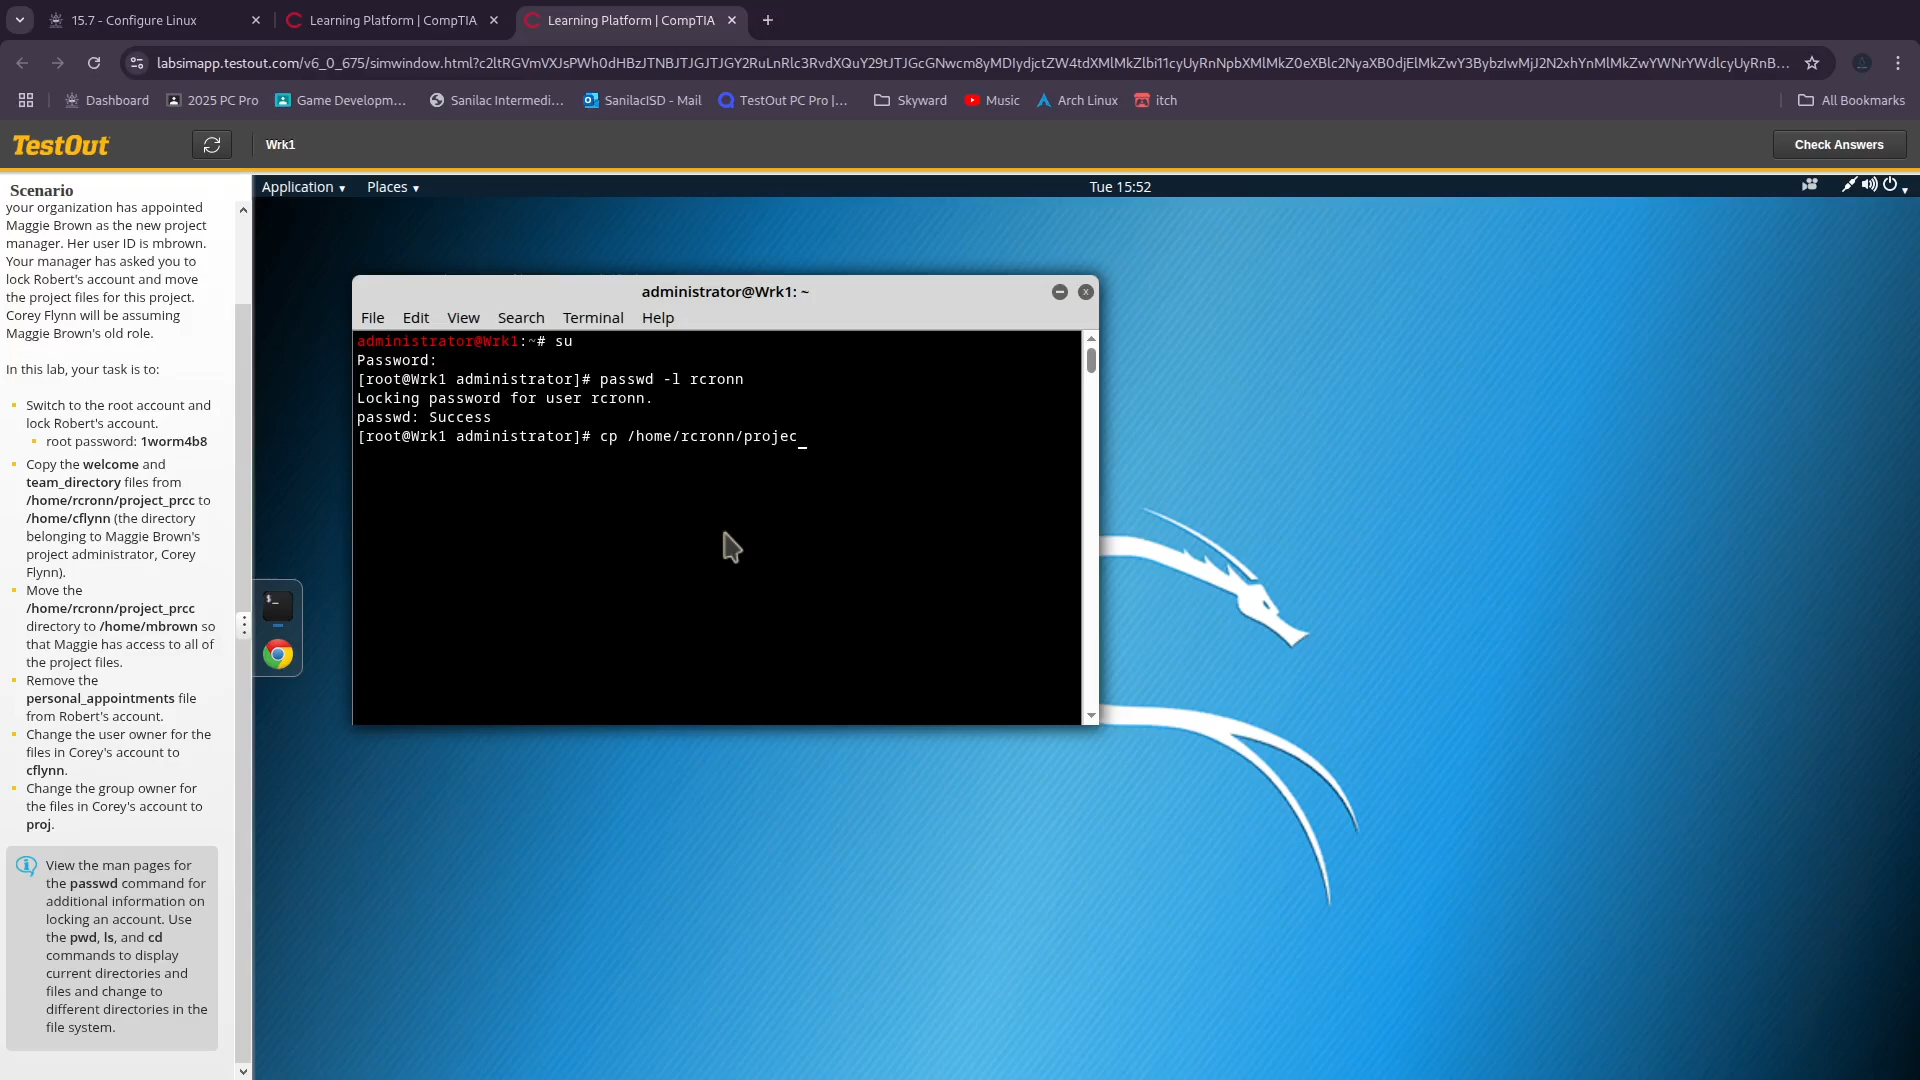 15.7 - Configure Linux
Learning Platform | CompTIA
Learning Platform | CompTIA
labsimapp.testout.com/v6_0_675/simwindow.html?c2ltRGVmVXJsPWh0dHBzJTNBJTJGJTJGY2RuLnRlc3RvdXQuY29tJTJGcGNwcm8yMDIydjctZW4tdXMlMkZlbi11cyUyRnNpbXMlMkZ0eXBlc2NyaXB0djElMkZwY3BybzIwMjJ2N2xhYnMlMkZwYWNrYWdlcyUyRnB...
Dashboard
2025 PC Pro
Game Developm...
Sanilac Intermedi...
SanilacISD - Mail
TestOut PC Pro |...
Skyward
Music
Arch Linux
itch
All Bookmarks
TestOut
Wrk1
Check Answers
Scenario
Application
Places
Tue 15:52
your organization has appointed
Maggie Brown as the new project
manager. Her user ID is mbrown.
Your manager has asked you to
lock Robert's account and move
the project files for this project.
Corey Flynn will be assuming
Maggie Brown's old role.
In this lab, your task is to:
Switch to the root account and
lock Robert's account.
root password: 1worm4b8
Copy the welcome and
team_directory files from
/home/rcronn/project_prcc to
/home/cflynn (the directory
belonging to Maggie Brown's
project administrator, Corey
Flynn).
Move the
/home/rcronn/project_prcc
directory to /home/mbrown so
that Maggie has access to all of
the project files.
Remove the
personal_appointments file
from Robert's account.
Change the user owner for the
files in Corey's account to
cflynn.
Change the group owner for
the files in Corey's account to
proj.
View the man pages for
the passwd command for
additional information on
locking an account. Use
the pwd, ls, and cd
commands to display
current directories and
files and change to
different directories in the
file system.
administrator@Wrk1: ~
File Edit View Search Terminal Help
administrator@Wrk1:~# su
Password:
[root@Wrk1 administrator]# passwd -l rcronn
Locking password for user rcronn.
passwd: Success
[root@Wrk1 administrator]# cp /home/rcronn/projec_